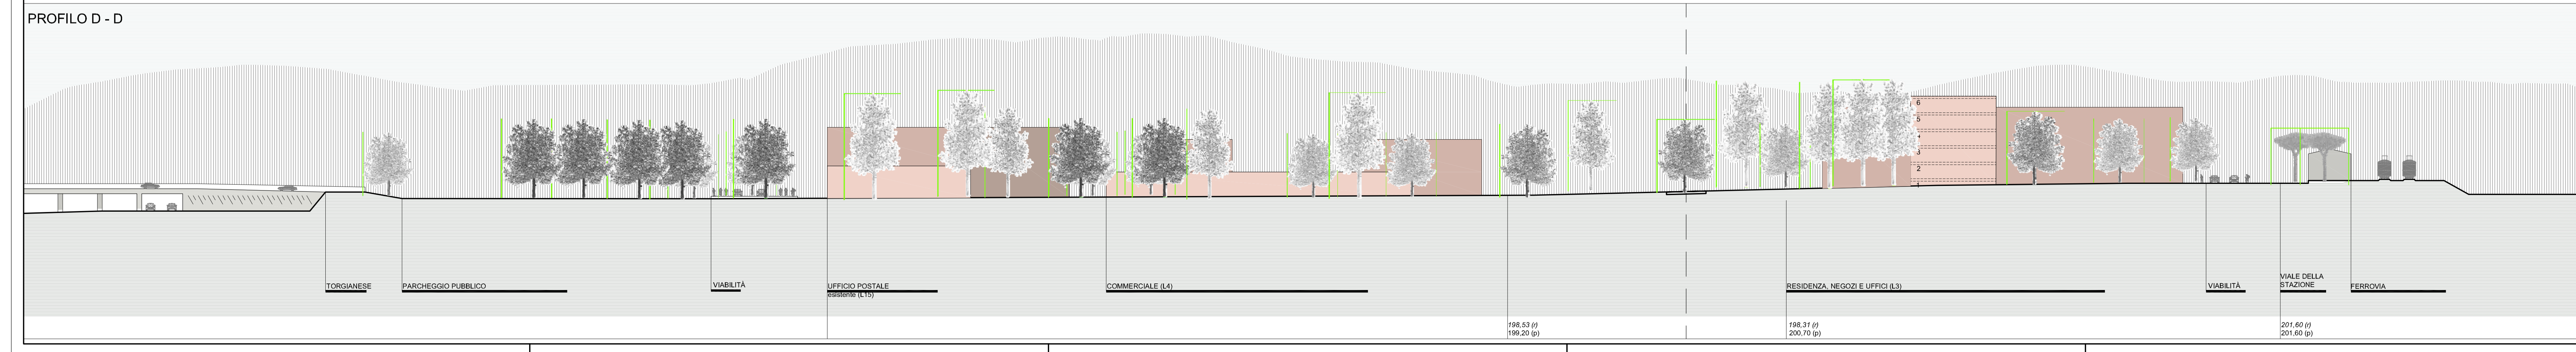 PROFILO D - D
6
5
4
3
2
1
TORGIANESE
PARCHEGGIO PUBBLICO
VIABILITÀ
UFFICIO POSTALE
esistente (L15)
COMMERCIALE (L4)
RESIDENZA, NEGOZI E UFFICI (L3)
VIABILITÀ
VIALE DELLA
STAZIONE
FERROVIA
198,53 (r)
199,20 (p)
198,31 (r)
200,70 (p)
201,60 (r)
201,60 (p)